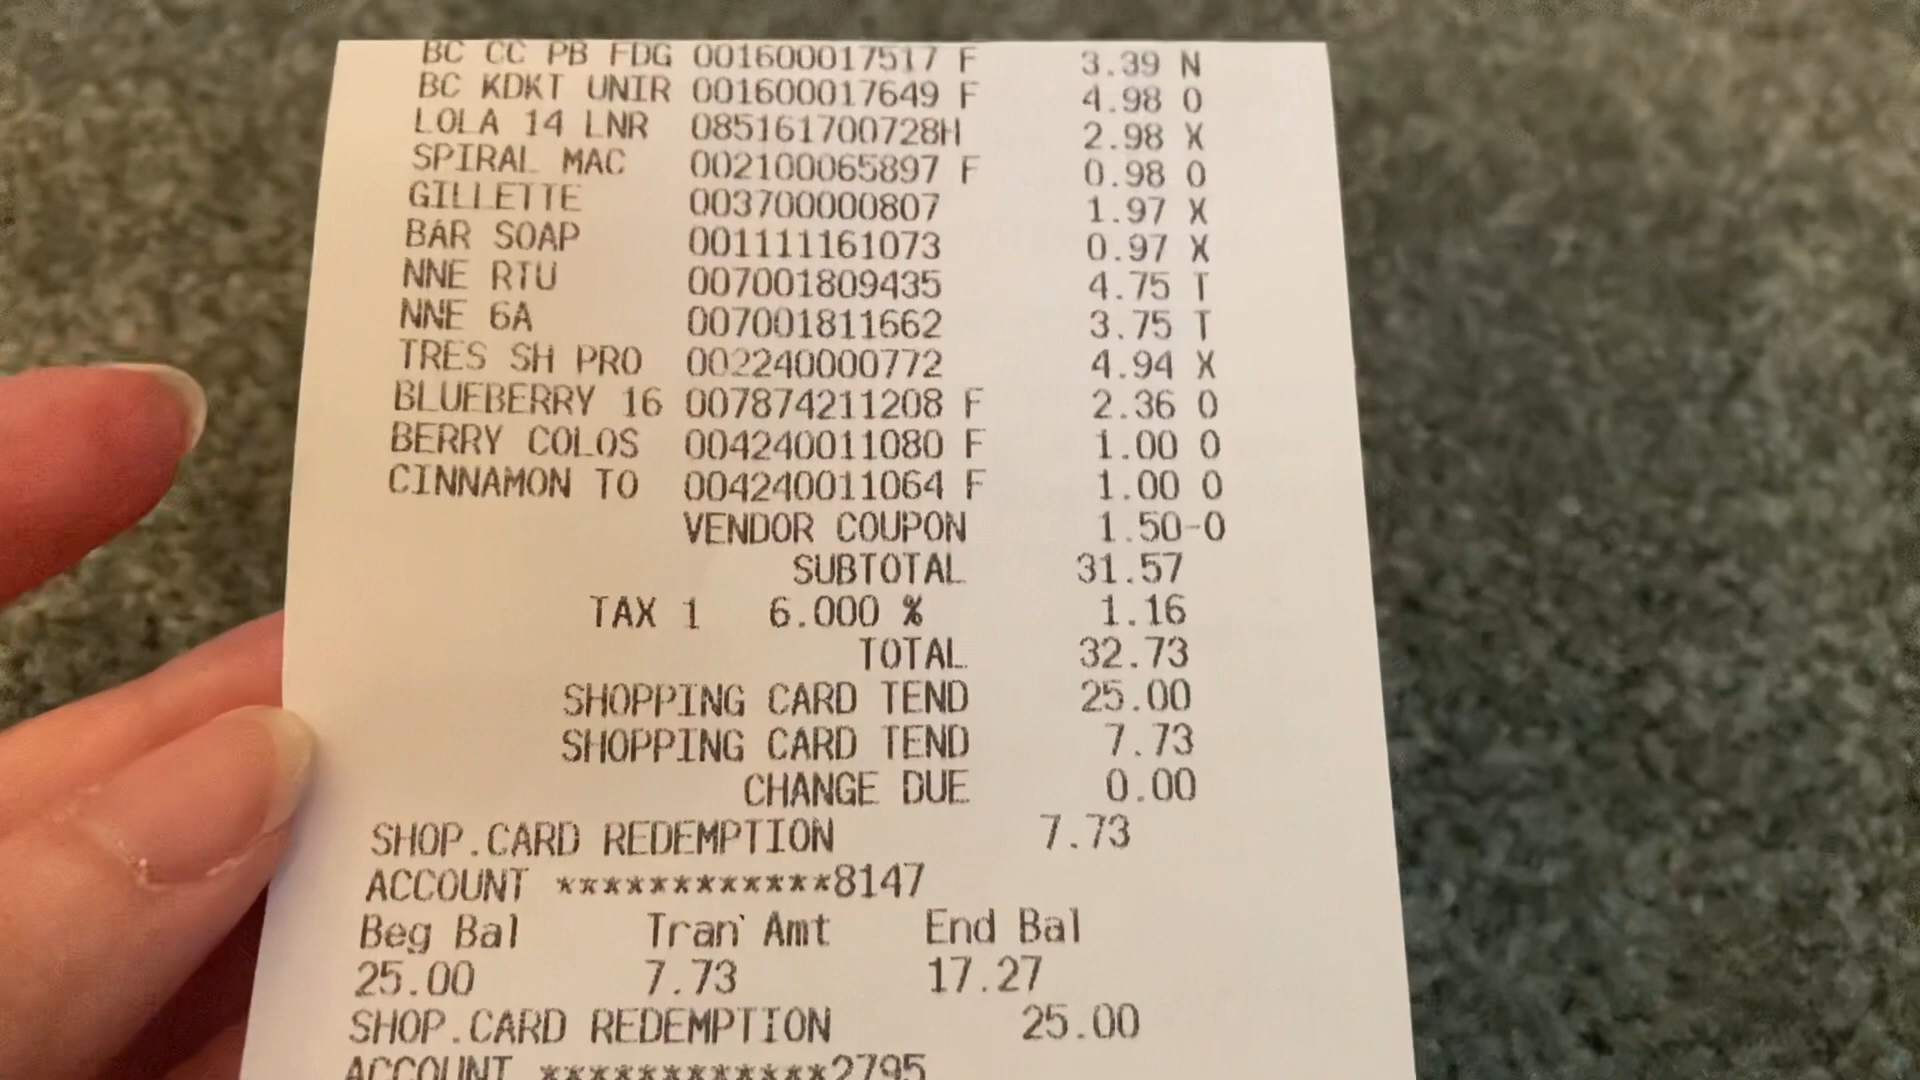 BC CC PB FDG 001600017517 F 3.39 N
BC KDKT UNIR 001600017649 F 4.98 O
LOLA 14 LNR 085161700728H 2.98 X
SPIRAL MAC 002100065897 F 0.98 O
GILLETTE 003700000807 1.97 X
BAR SOAP 001111161073 0.97 X
NNE RTU 007001809435 4.75 T
NNE 6A 007001811662 3.75 T
TRES SH PRO 002240000772 4.94 X
BLUEBERRY 16 007874211208 F 2.36 O
BERRY COLOS 004240011080 F 1.00 O
CINNAMON TO 004240011064 F 1.00 O
VENDOR COUPON 1.50-O
SUBTOTAL 31.57
TAX 1 6.000 % 1.16
TOTAL 32.73
SHOPPING CARD TEND 25.00
SHOPPING CARD TEND 7.73
CHANGE DUE 0.00
SHOP.CARD REDEMPTION 7.73
ACCOUNT ************8147
Beg Bal Tran Amt End Bal
25.00 7.73 17.27
SHOP.CARD REDEMPTION 25.00
ACCOUNT ************2795